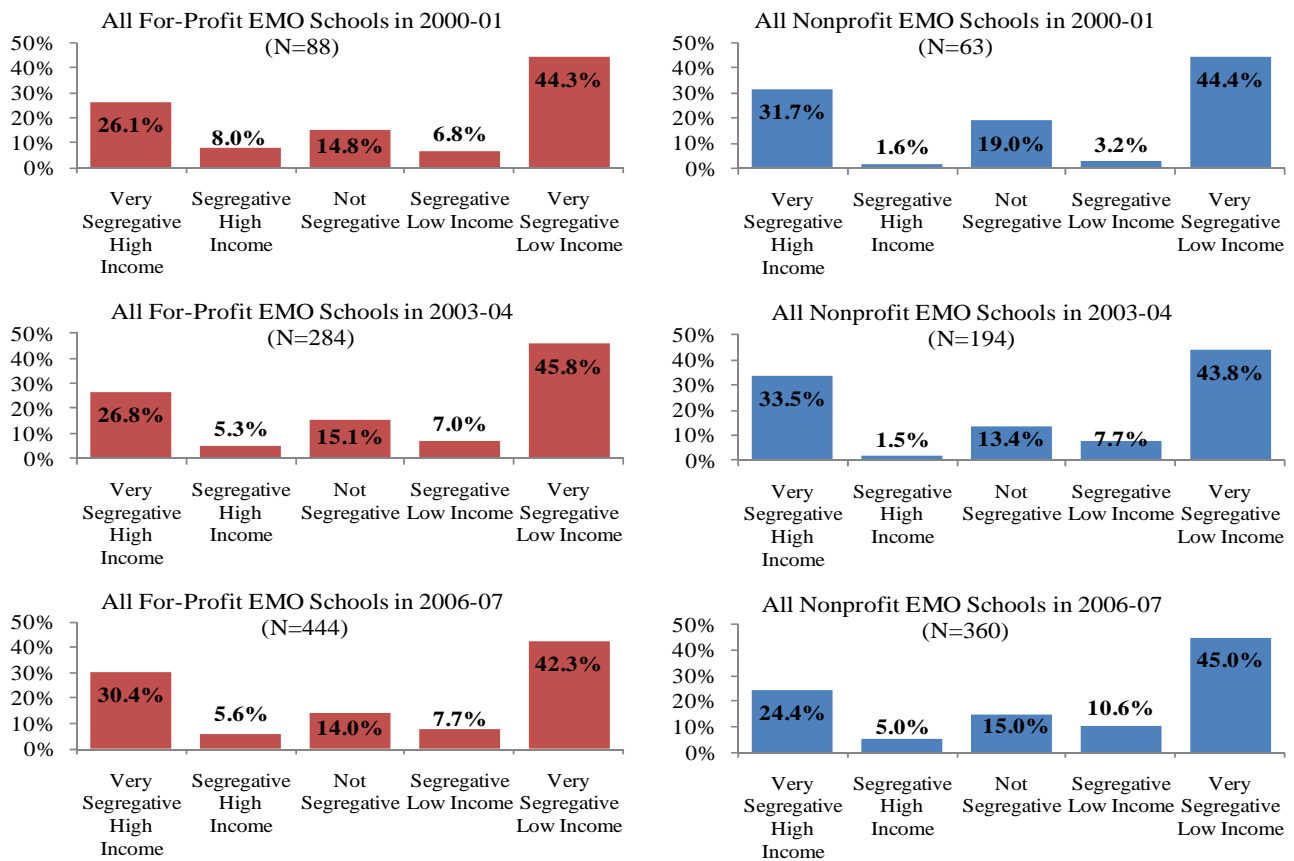 All For-Profit EMO Schools in 2000-01
(N=88)
50%
40%
30%
20%
10%
0%
26.1%
8.0%
14.8%
6.8%
44.3%
Very
Segregative
High
Income
Segregative
High
Income
Not
Segregative
Segregative
Low Income
Very
Segregative
Low Income
All Nonprofit EMO Schools in 2000-01
(N=63)
50%
40%
30%
20%
10%
0%
31.7%
1.6%
19.0%
3.2%
44.4%
Very
Segregative
High
Income
Segregative
High
Income
Not
Segregative
Segregative
Low Income
Very
Segregative
Low Income
All For-Profit EMO Schools in 2003-04
(N=284)
50%
40%
30%
20%
10%
0%
26.8%
5.3%
15.1%
7.0%
45.8%
Very
Segregative
High
Income
Segregative
High
Income
Not
Segregative
Segregative
Low Income
Very
Segregative
Low Income
All Nonprofit EMO Schools in 2003-04
(N=194)
50%
40%
30%
20%
10%
0%
33.5%
1.5%
13.4%
7.7%
43.8%
Very
Segregative
High
Income
Segregative
High
Income
Not
Segregative
Segregative
Low Income
Very
Segregative
Low Income
All For-Profit EMO Schools in 2006-07
(N=444)
50%
40%
30%
20%
10%
0%
30.4%
5.6%
14.0%
7.7%
42.3%
Very
Segregative
High
Income
Segregative
High
Income
Not
Segregative
Segregative
Low Income
Very
Segregative
Low Income
All Nonprofit EMO Schools in 2006-07
(N=360)
50%
40%
30%
20%
10%
0%
24.4%
5.0%
15.0%
10.6%
45.0%
Very
Segregative
High
Income
Segregative
High
Income
Not
Segregative
Segregative
Low Income
Very
Segregative
Low Income